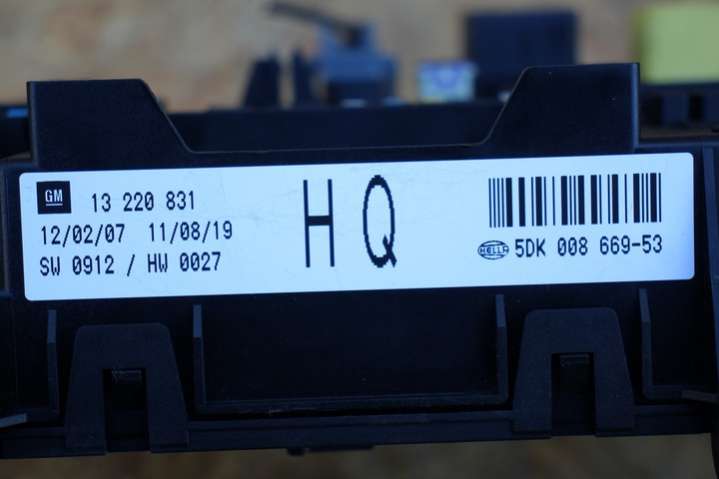 GM 13 220 831
12/02/07 11/08/19
SW 0912 / HW 0027
HQ
HELLA 5DK 008 669-53